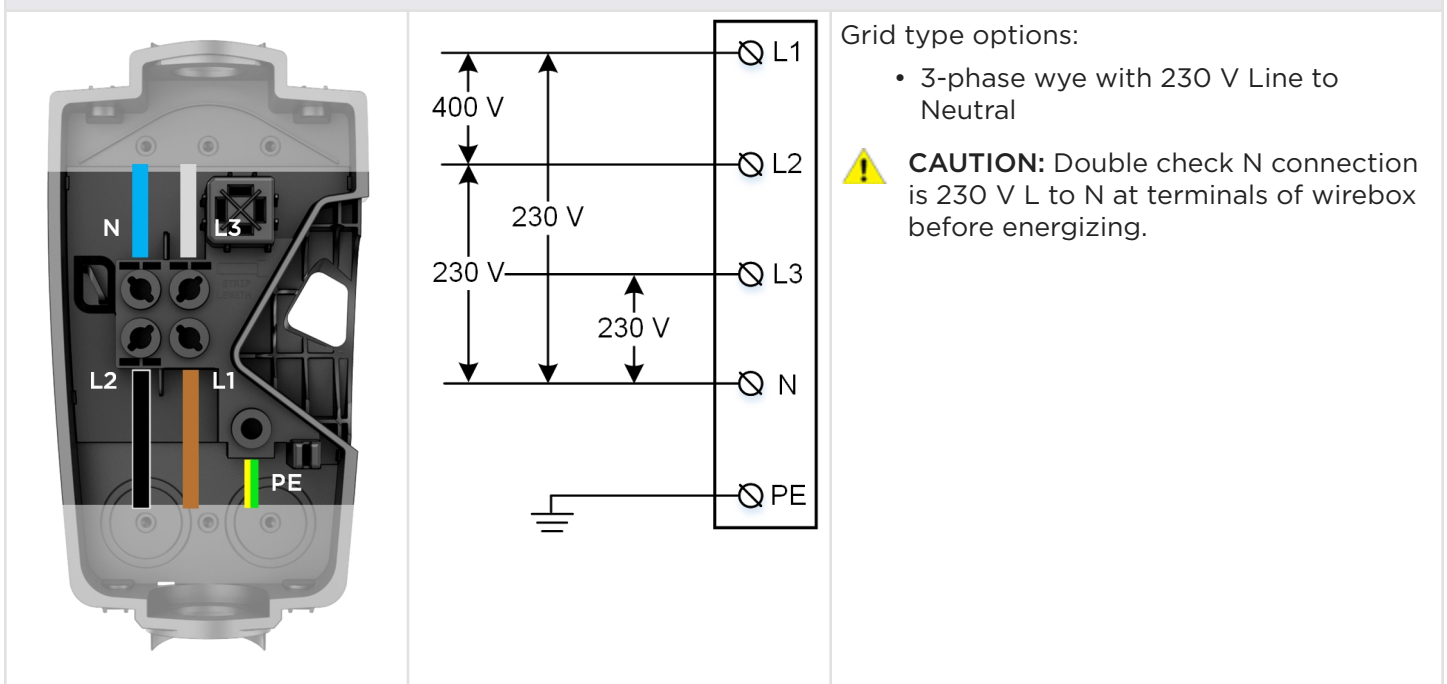 N
L3
L2
L1
PE
L1
400 V
L2
230 V
230 V
L3
230 V
N
PE
Grid type options:
• 3-phase wye with 230 V Line to
Neutral
CAUTION: Double check N connection
is 230 V L to N at terminals of wirebox
before energizing.